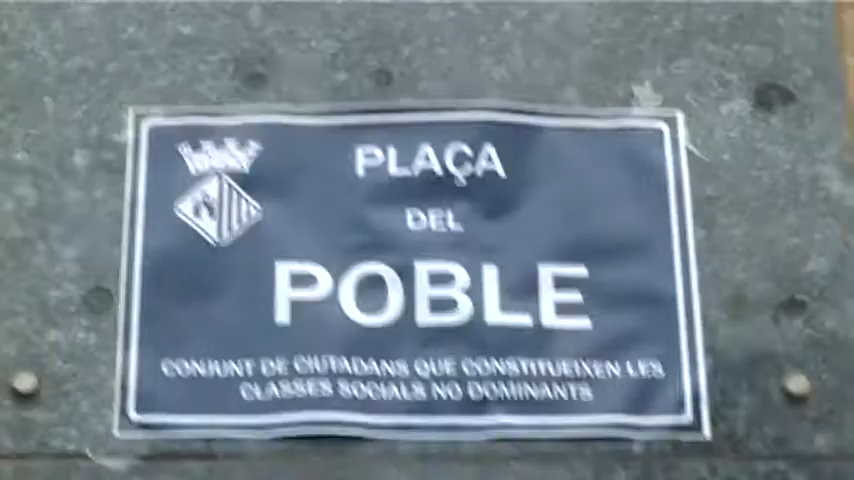 PLAÇA
DEL
POBLE
CONJUNT DE CIUTADANS QUE CONSTITUEIXEN LES
CLASSES SOCIALS NO DOMINANTS